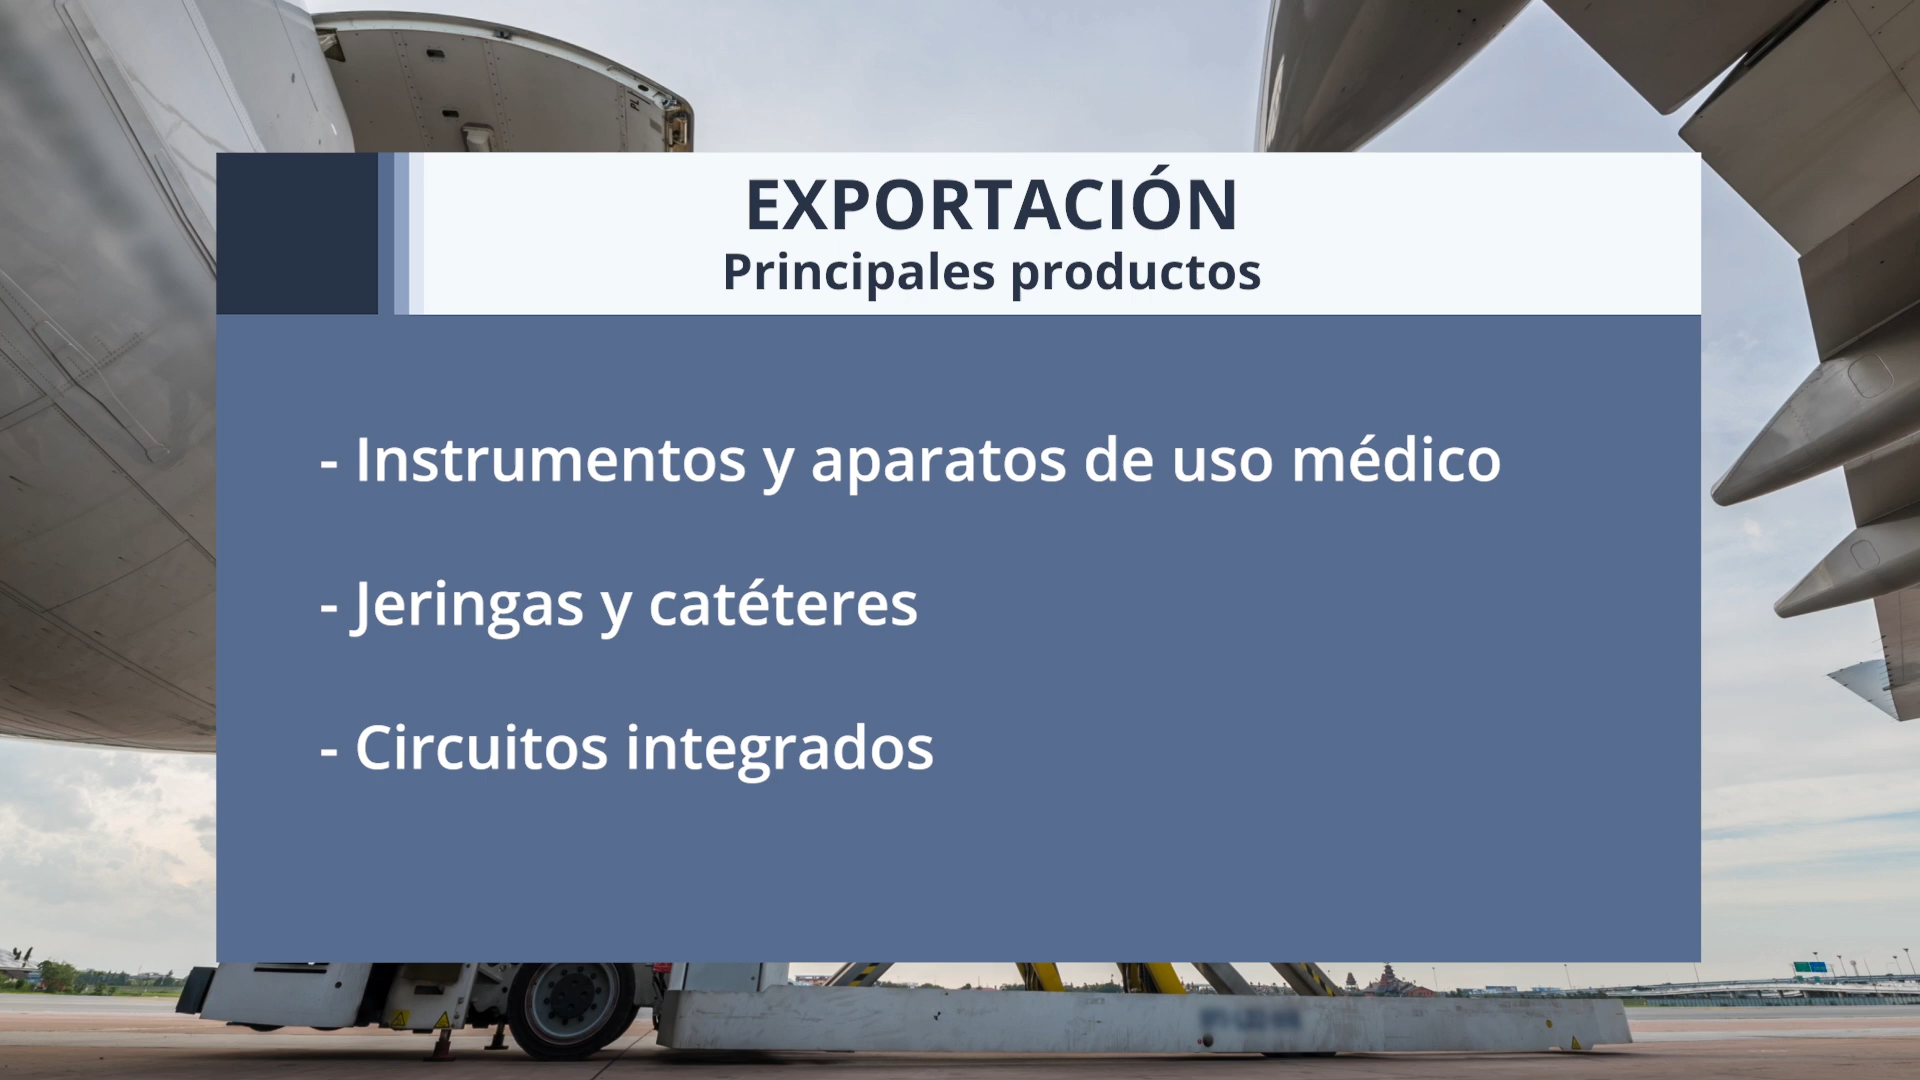 EXPORTACIÓN
Principales productos
- Instrumentos y aparatos de uso médico
- Jeringas y catéteres
- Circuitos integrados